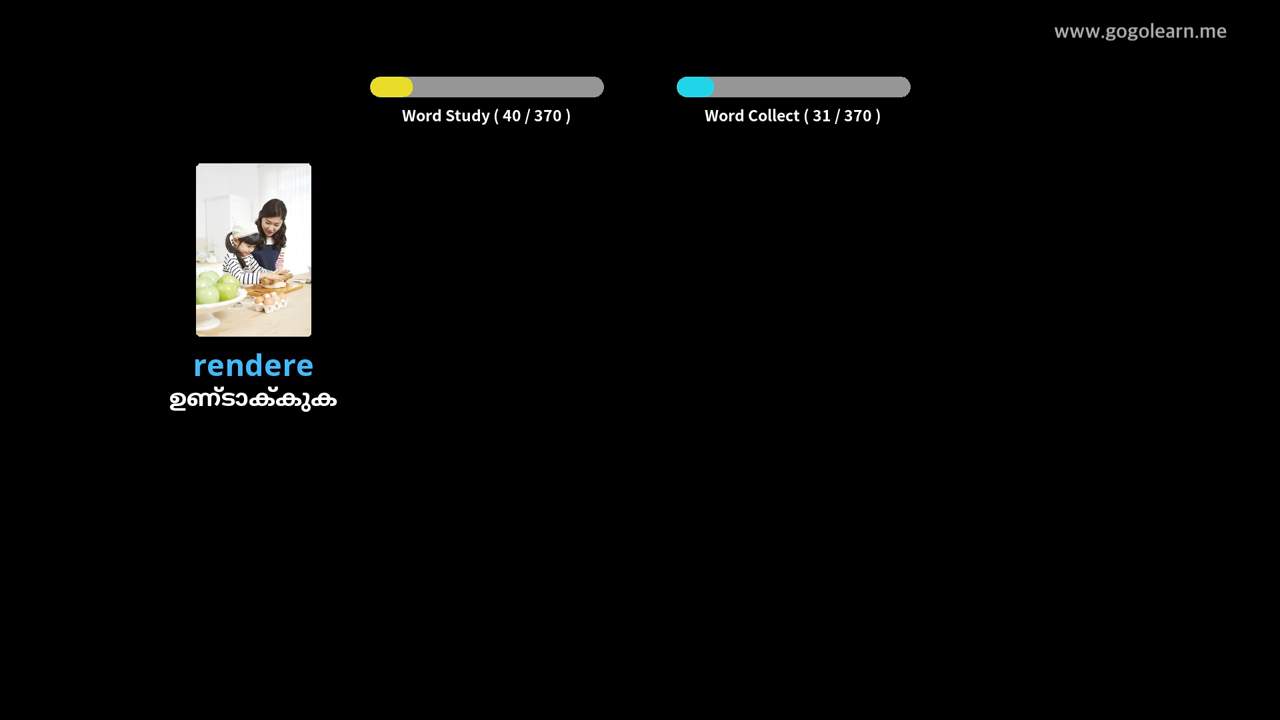 www.gogolearn.me
Word Study ( 40 / 370 )
Word Collect ( 31 / 370 )
rendere
ഉണ്ടാക്കുക